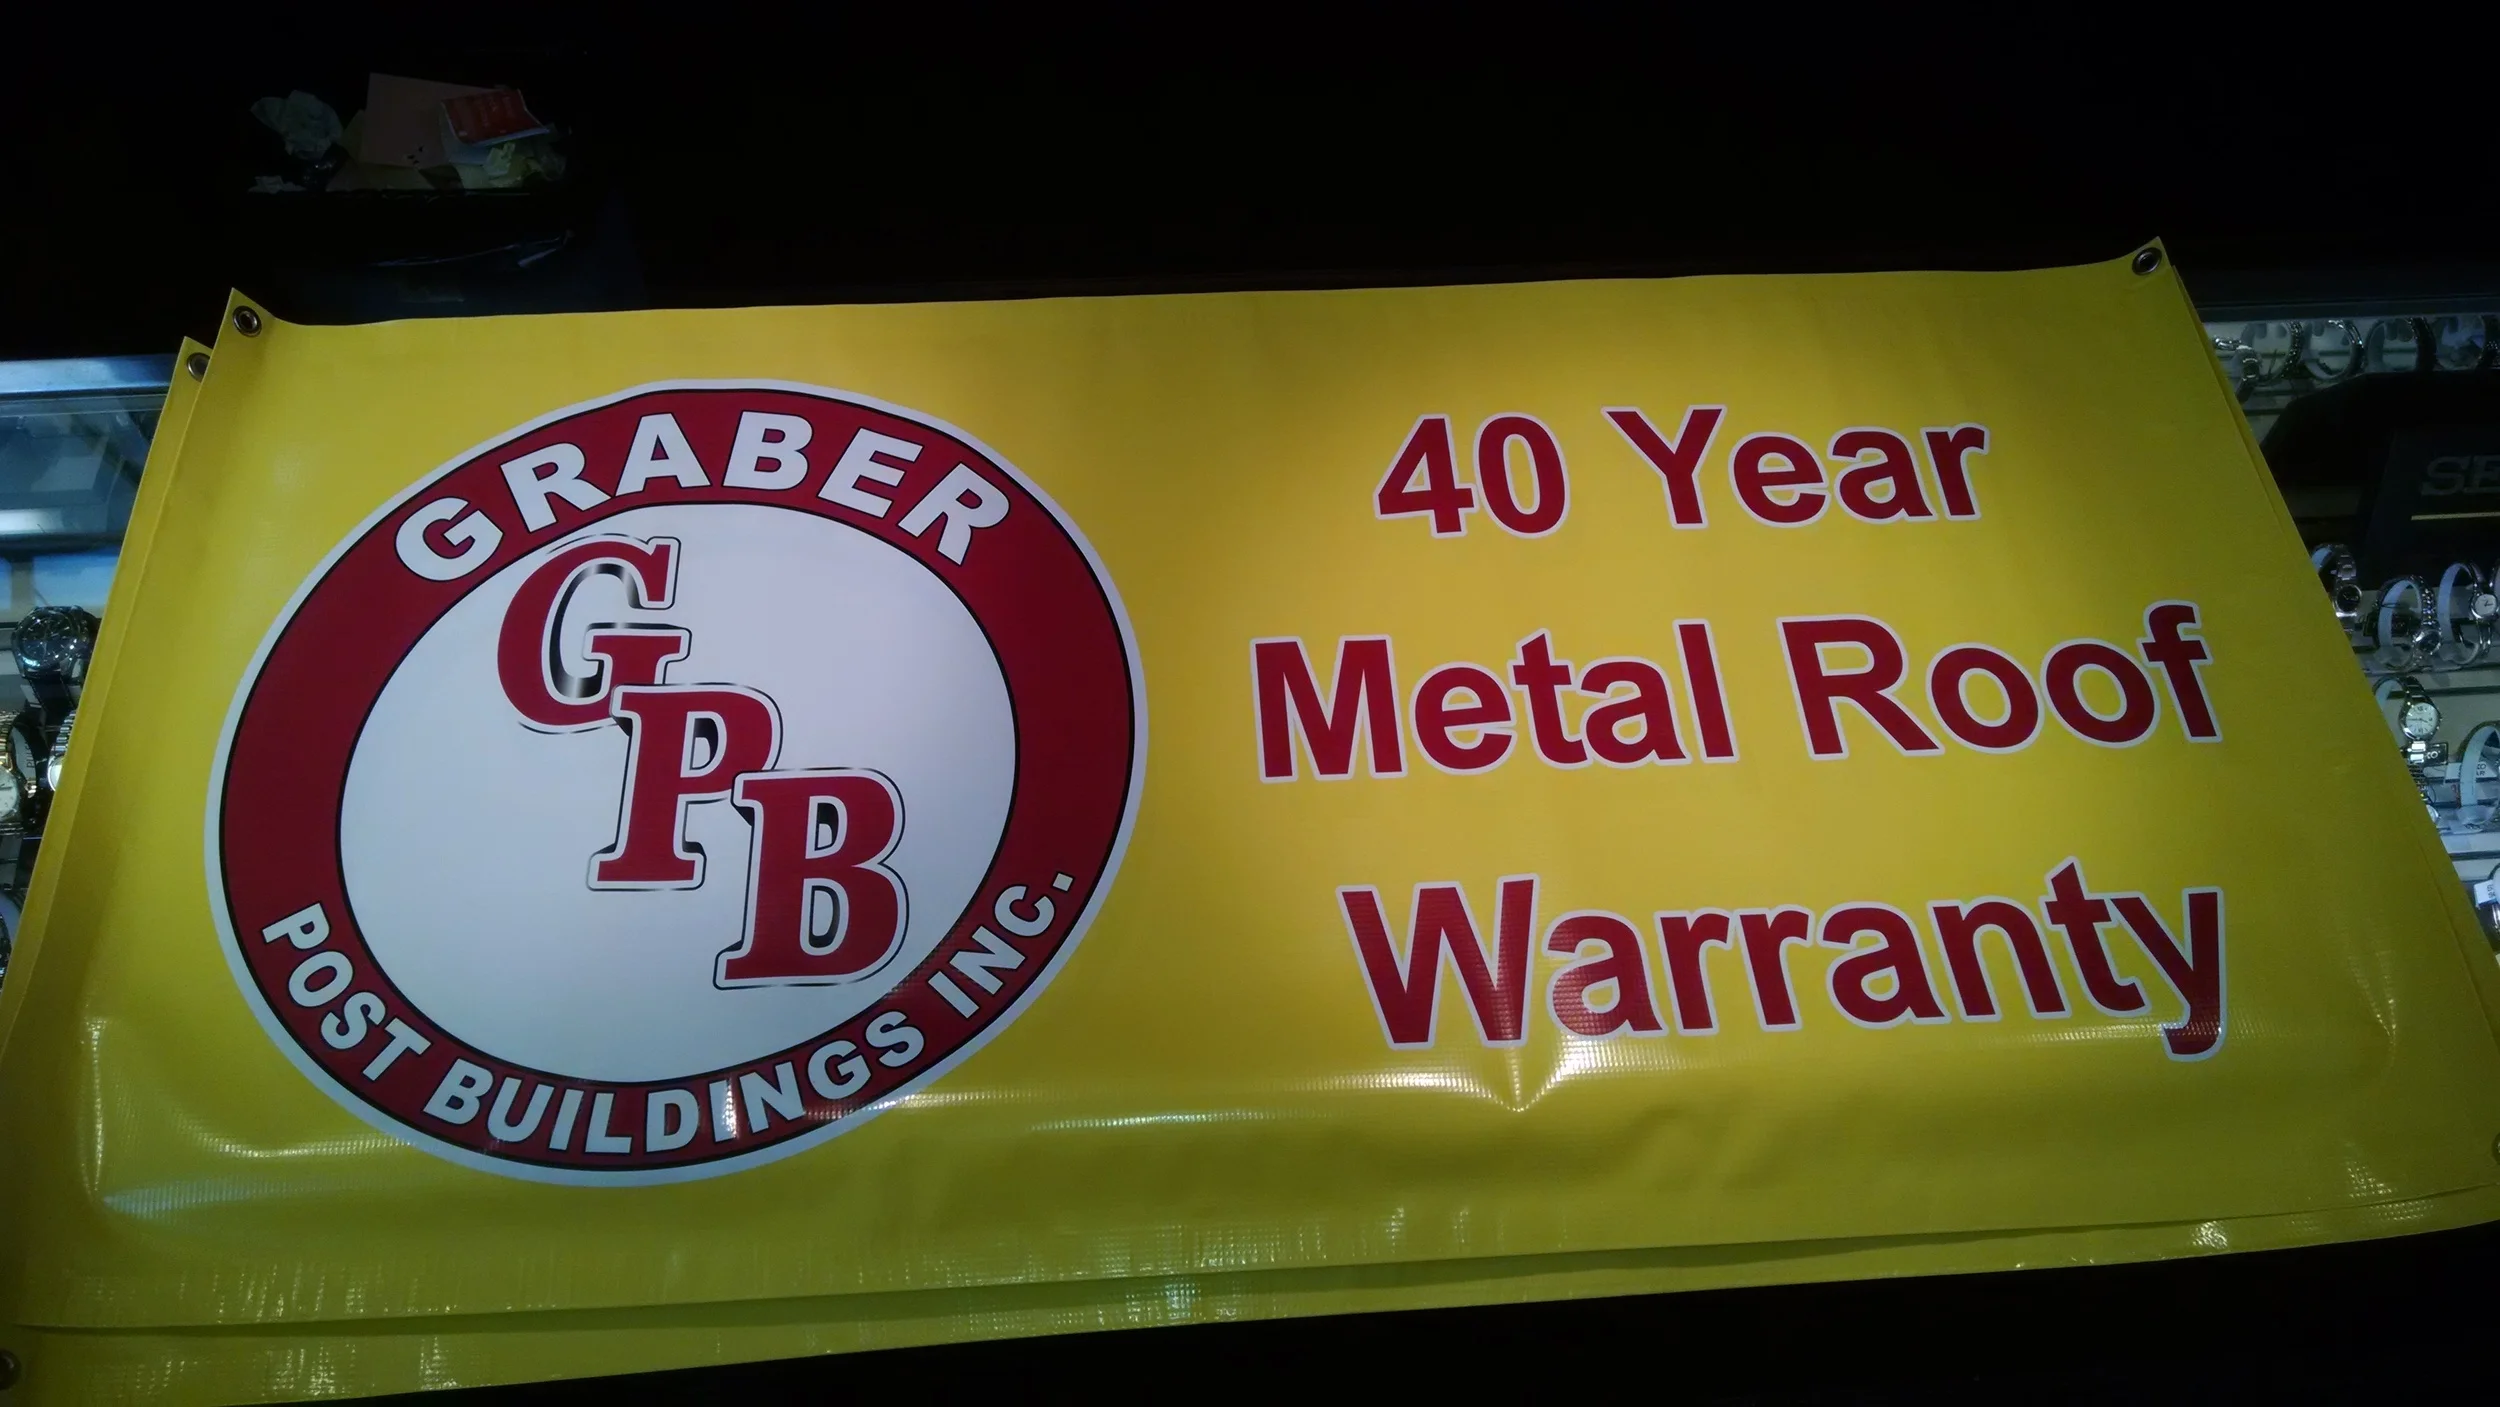 GRABER
GPB
POST BUILDINGS INC.
40 Year
Metal Roof
Warranty